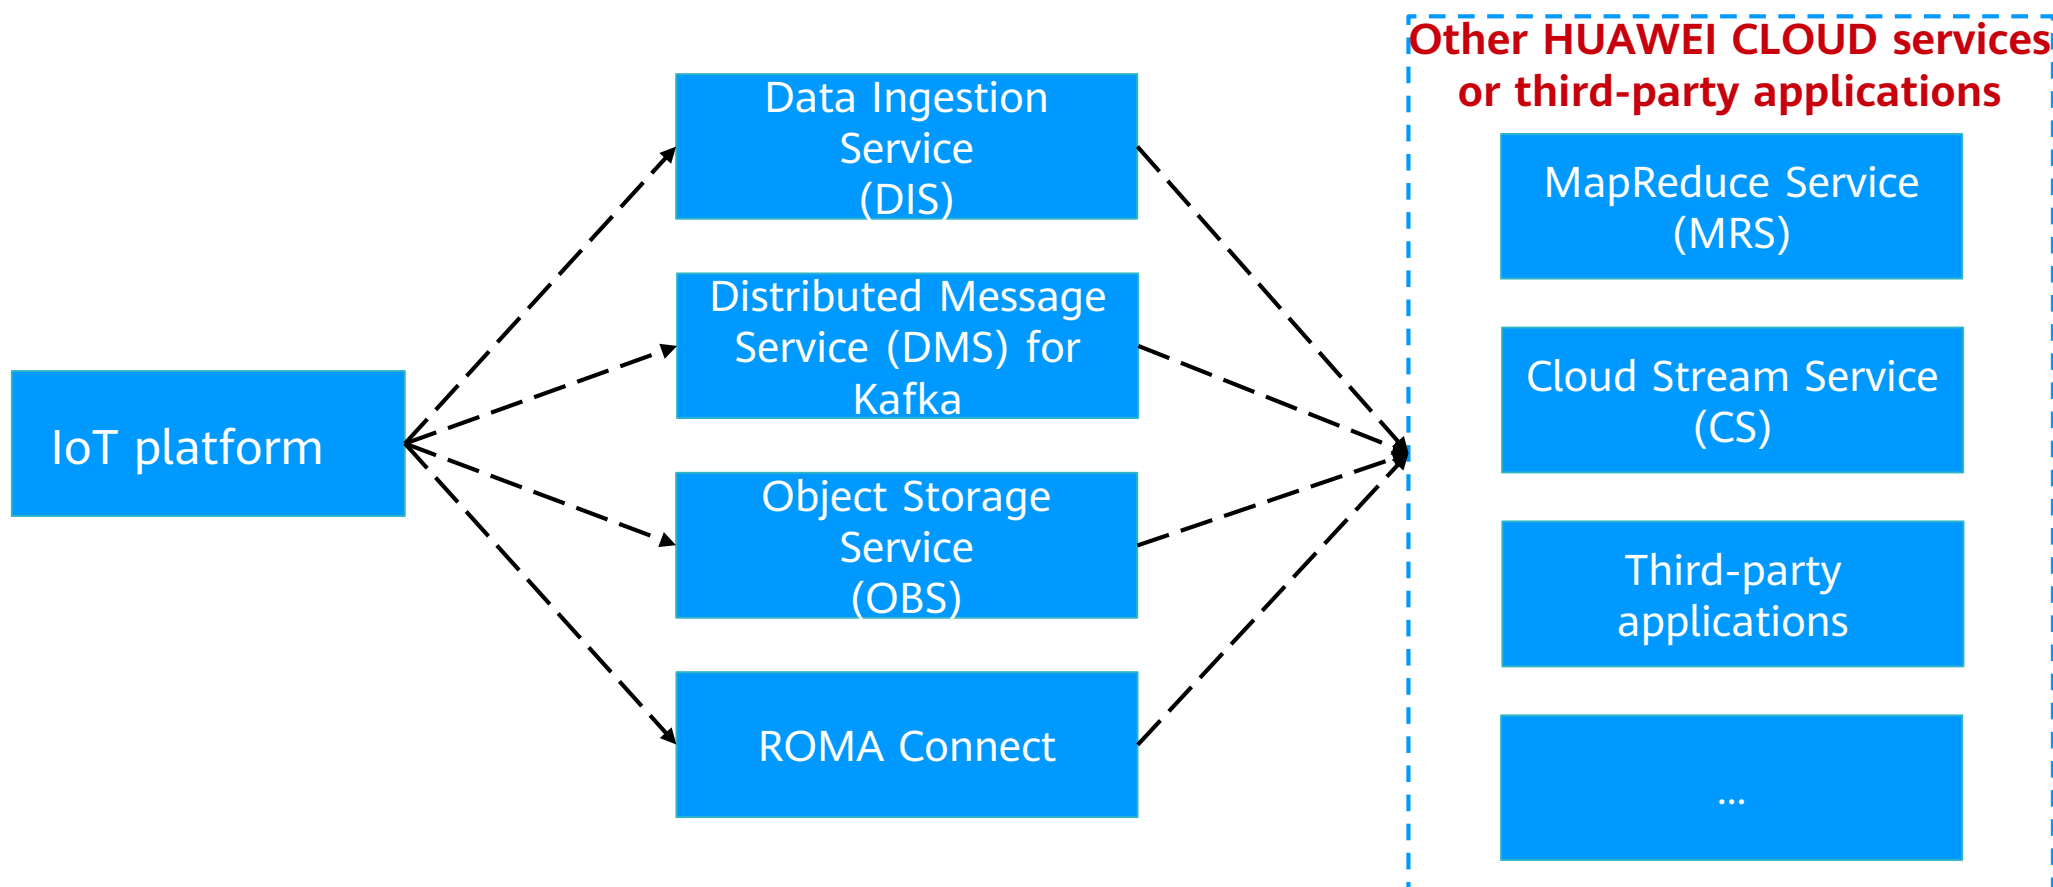 IoT platform
Data Ingestion
Service
(DIS)
Distributed Message
Service (DMS) for
Kafka
Object Storage
Service
(OBS)
ROMA Connect
Other HUAWEI CLOUD services
or third-party applications
MapReduce Service
(MRS)
Cloud Stream Service
(CS)
Third-party
applications
...